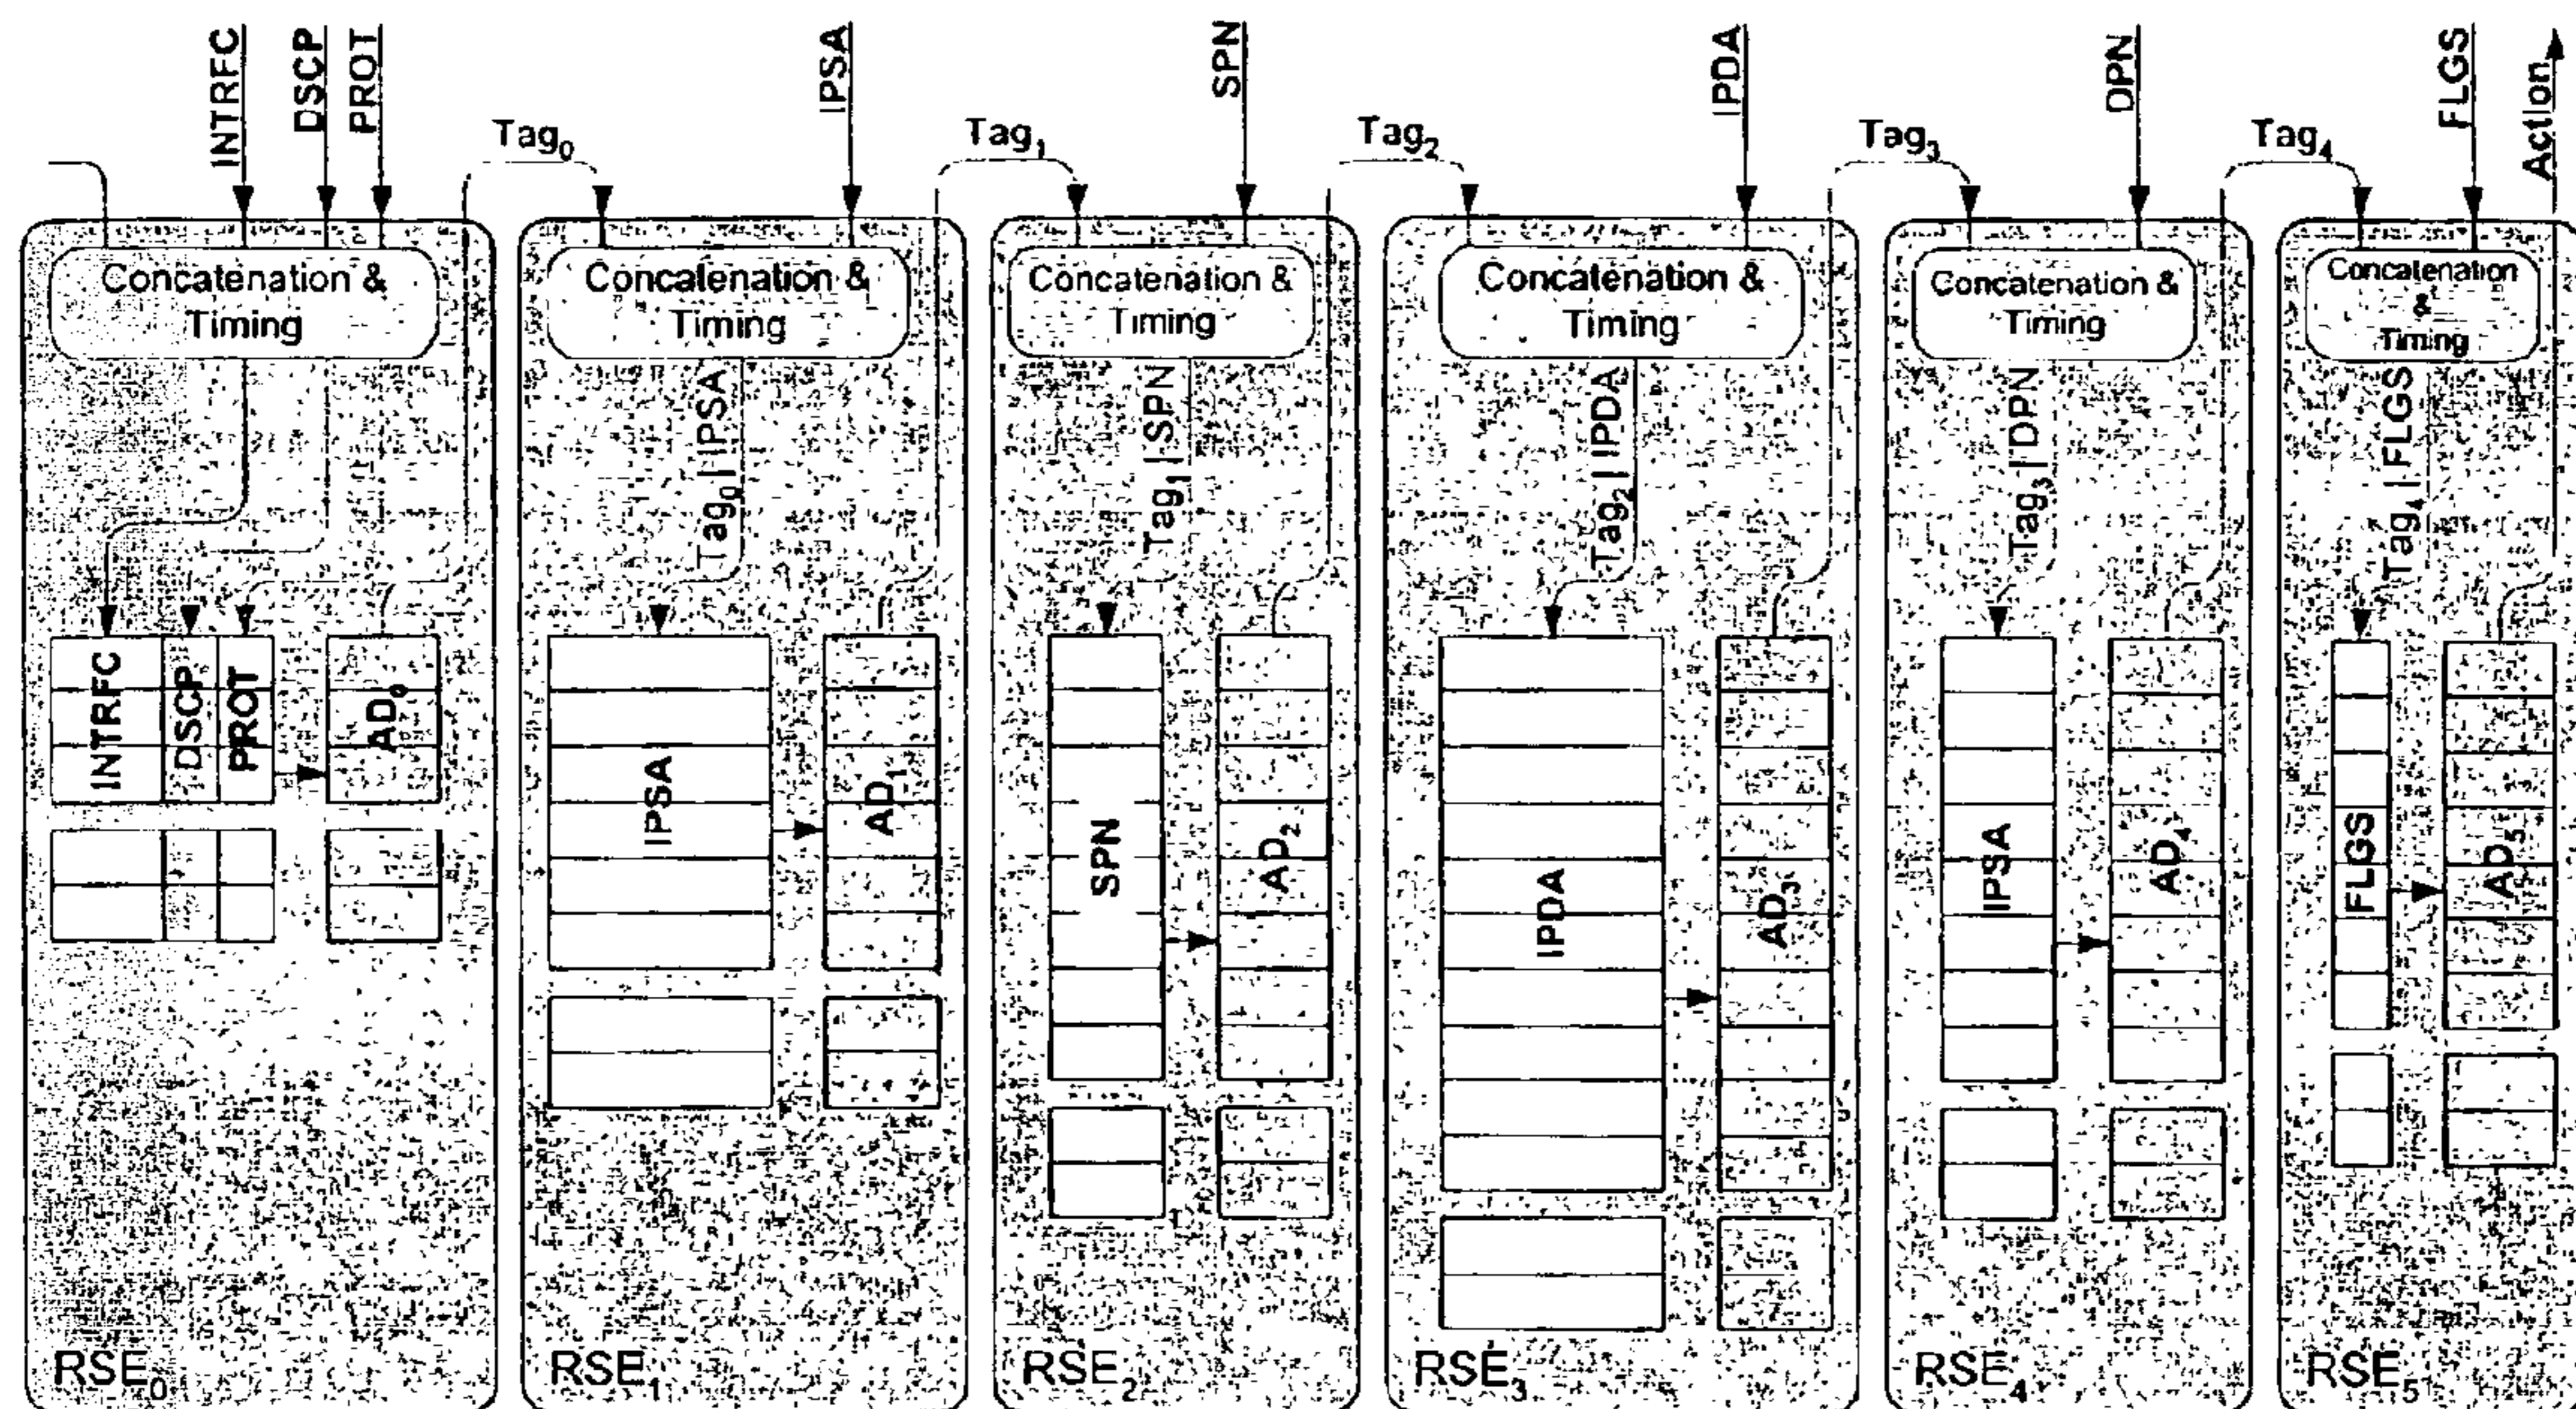 INTRFC
DSCP
PROT
Tag0
IPSA
Tag1
SPN
Tag2
IPDA
Tag3
DPN
Tag4
FLGS
Action
Concatenation &
Timing
Concatenation &
Timing
Concatenation &
Timing
Concatenation &
Timing
Concatenation &
Timing
Concatenation
&
Timing
Tag0|IPSA
Tag1|SPN
Tag2|IPDA
Tag3|DPN
Tag4|FLGS
INTRFC
DSCP
PROT
AD0
IPSA
AD1
SPN
AD2
IPDA
AD3
IPSA
AD4
FLGS
AD5
RSE0
RSE1
RSE2
RSE3
RSE4
RSE5